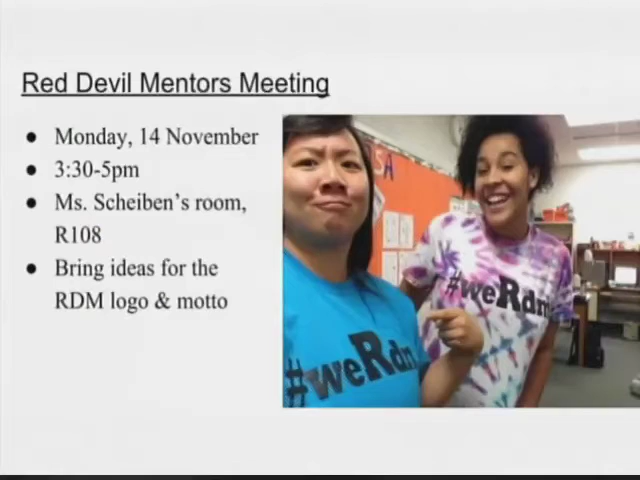 Red Devil Mentors Meeting
● Monday, 14 November
● 3:30-5pm
● Ms. Scheiben's room,
R108
● Bring ideas for the
RDM logo & motto
SA
#weRdm
#weRdm